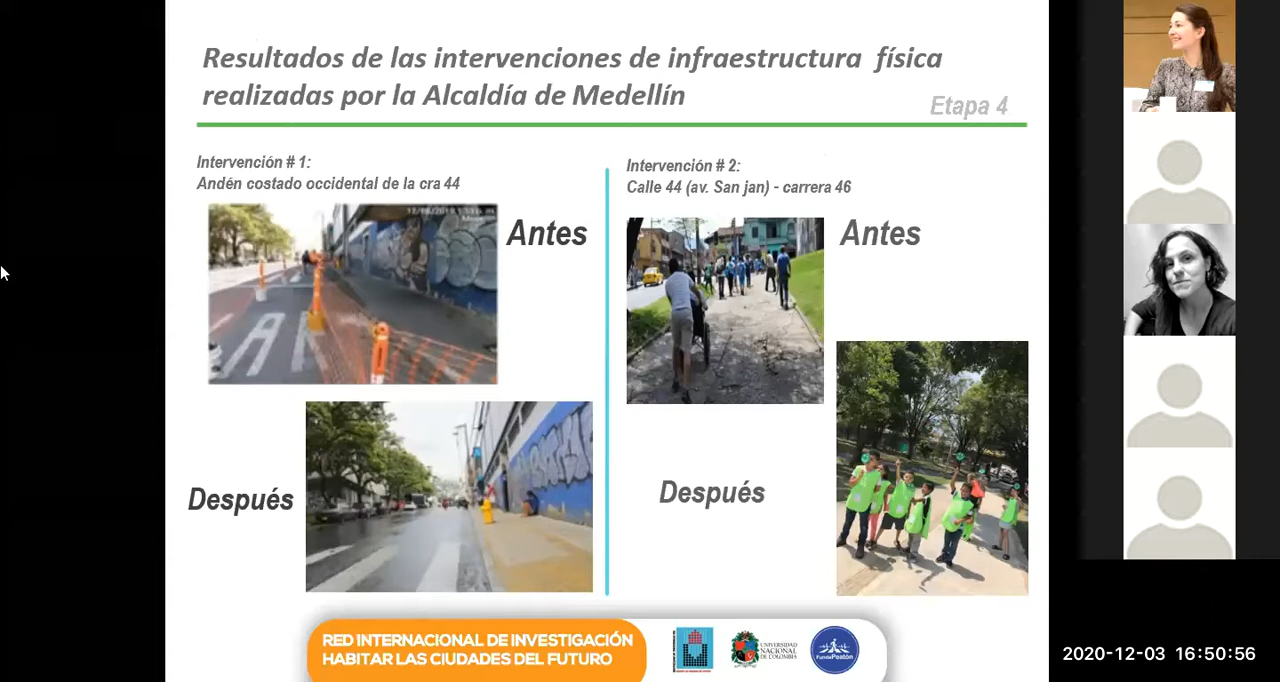 Resultados de las intervenciones de infraestructura física
realizadas por la Alcaldía de Medellín
Etapa 4
Intervención # 1:
Andén costado occidental de la cra 44
Antes
Después
Intervención # 2:
Calle 44 (av. San jan) - carrera 46
Antes
Después
RED INTERNACIONAL DE INVESTIGACIÓN
HABITAR LAS CIUDADES DEL FUTURO
UNIVERSIDAD
NACIONAL
DE COLOMBIA
FundaPeatón
2020-12-03 16:50:56